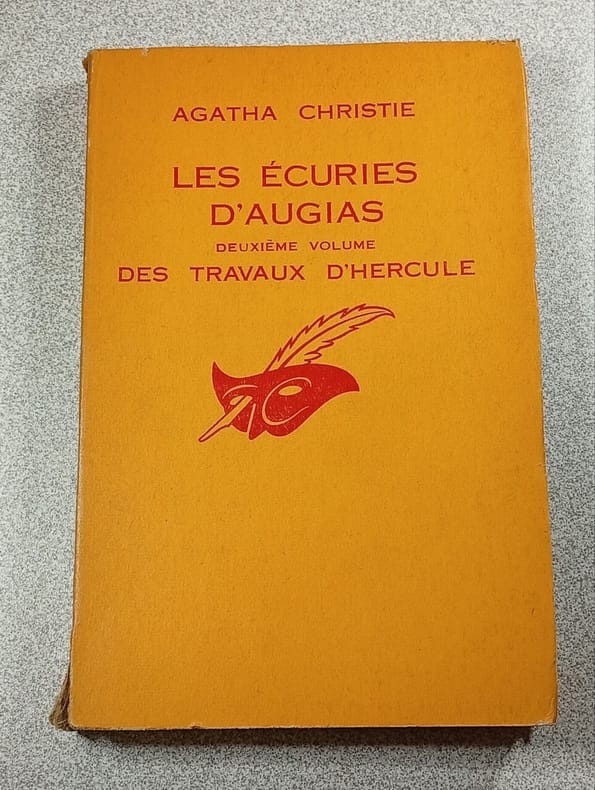 AGATHA CHRISTIE
LES ÉCURIES
D'AUGIAS
DEUXIÈME VOLUME
DES TRAVAUX D'HERCULE